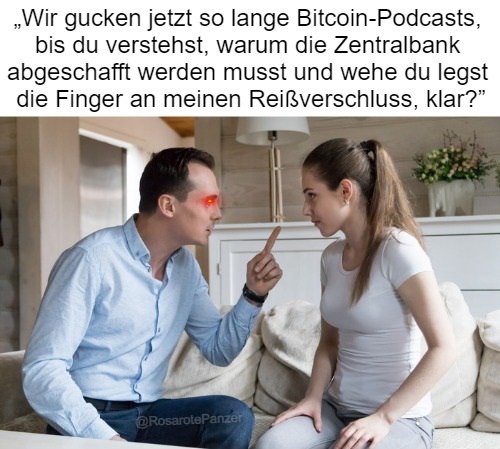 „Wir gucken jetzt so lange Bitcoin-Podcasts,
bis du verstehst, warum die Zentralbank
abgeschafft werden musst und wehe du legst
die Finger an meinen Reißverschluss, klar?”
@RosarotePanzer